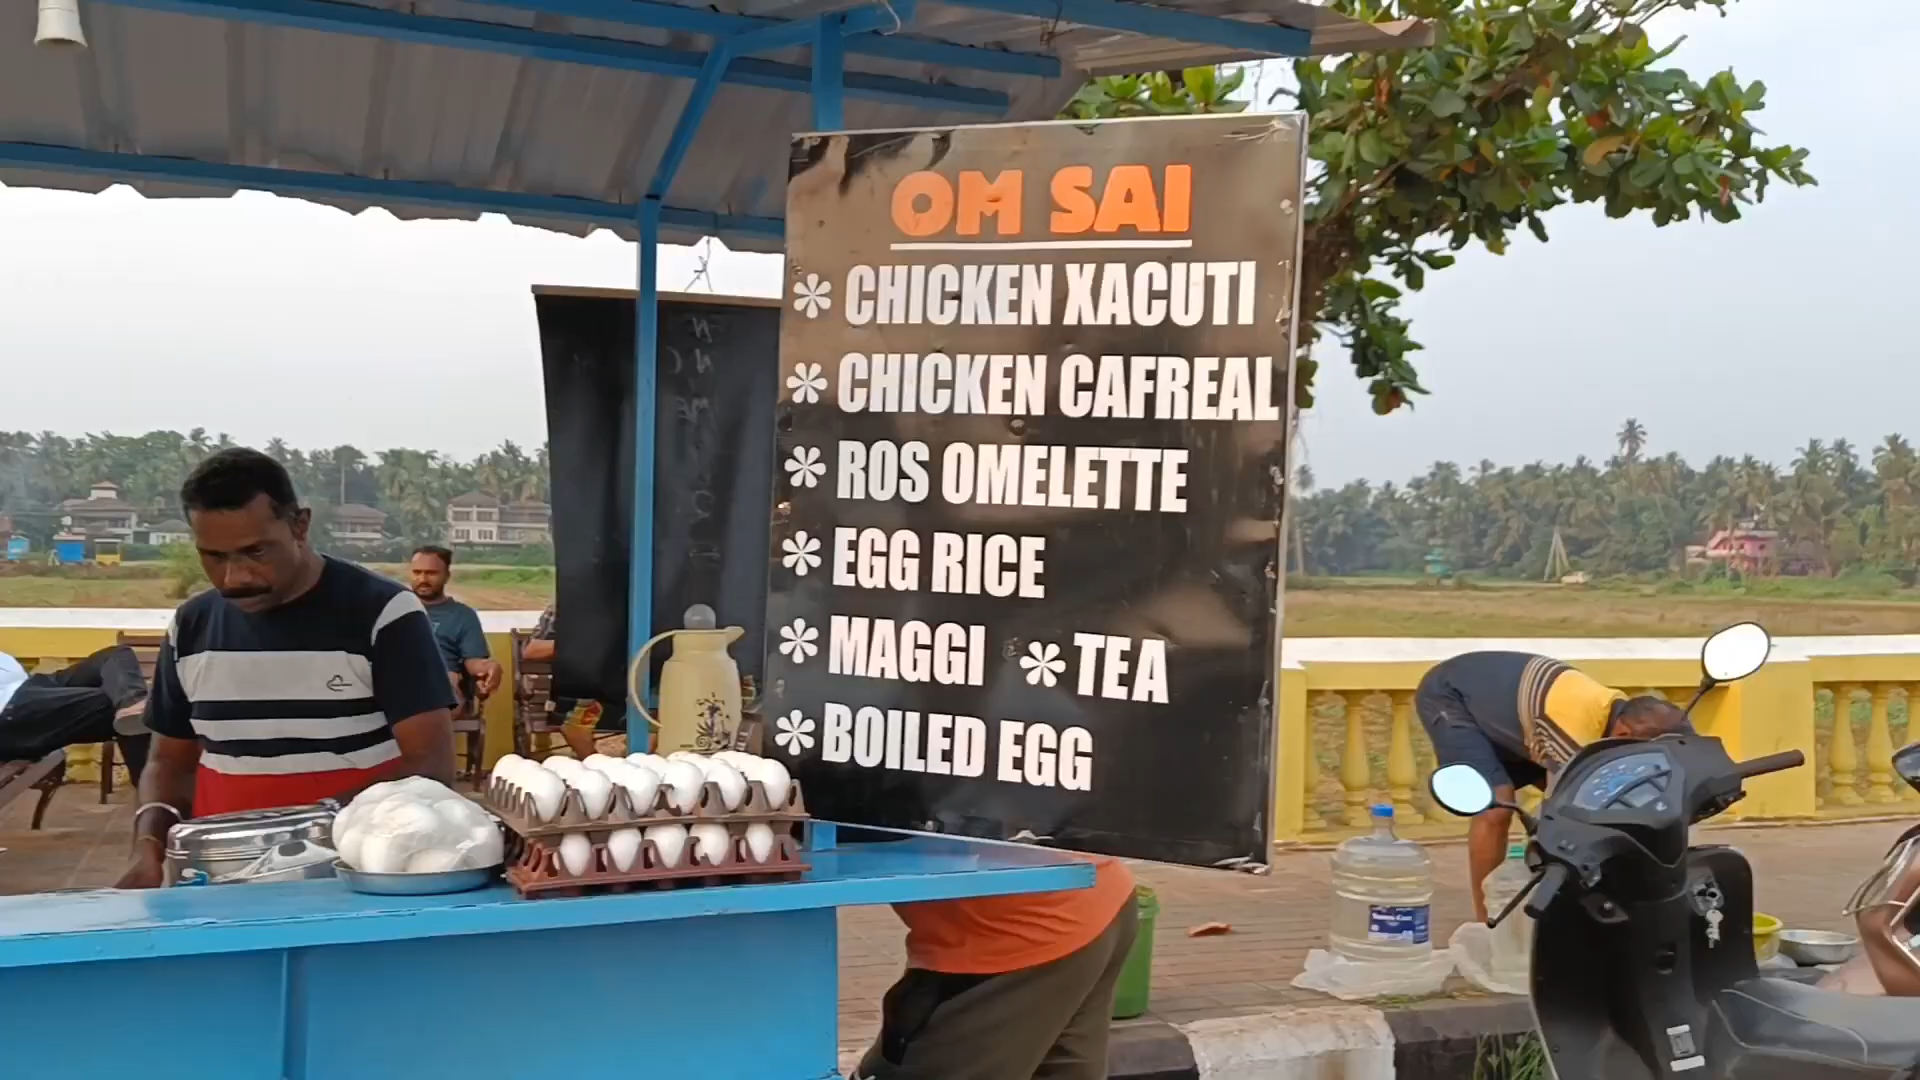 OM SAI
* CHICKEN XACUTI
* CHICKEN CAFREAL
* ROS OMELETTE
* EGG RICE
* MAGGI * TEA
* BOILED EGG